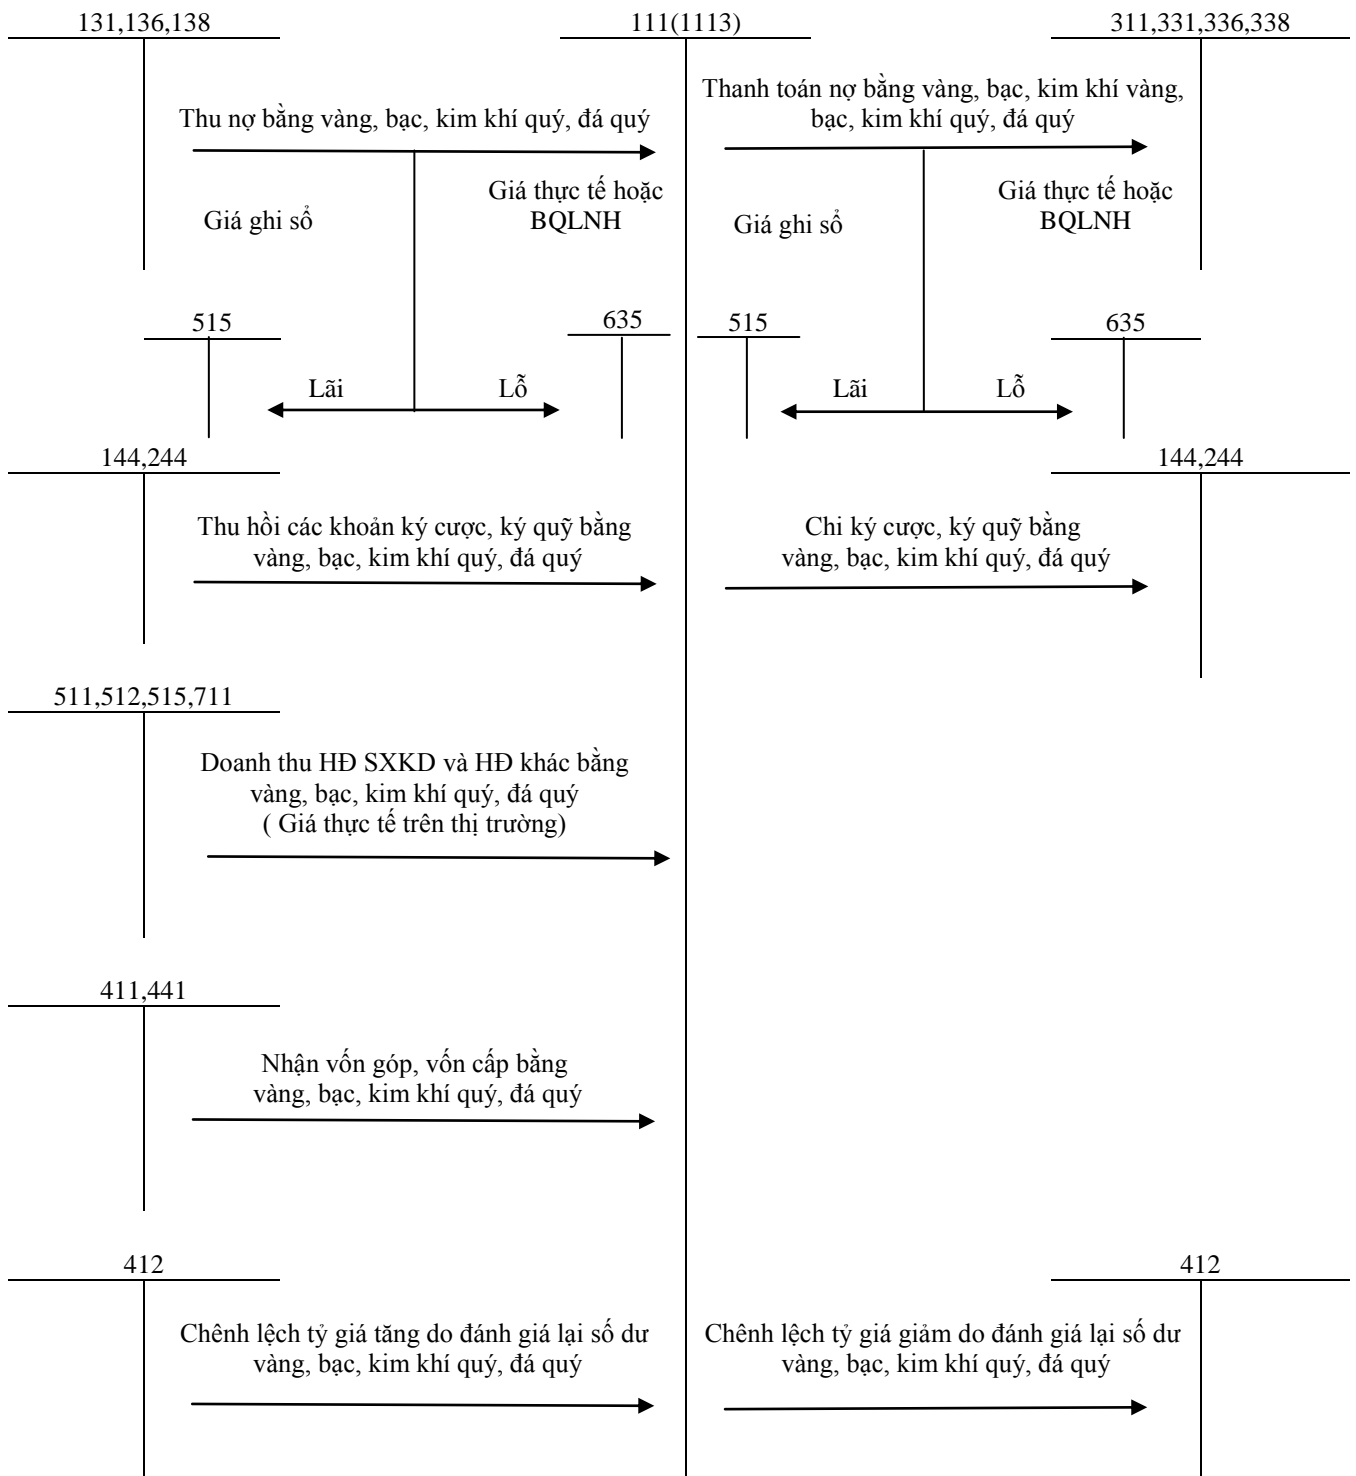 131,136,138
111(1113)
311,331,336,338
Thu nợ bằng vàng, bạc, kim khí quý, đá quý
Thanh toán nợ bằng vàng, bạc, kim khí vàng,
bạc, kim khí quý, đá quý
Giá ghi sổ
Giá thực tế hoặc
BQLNH
Giá ghi sổ
Giá thực tế hoặc
BQLNH
515
635
515
635
Lãi
Lỗ
Lãi
Lỗ
144,244
144,244
Thu hồi các khoản ký cược, ký quỹ bằng
vàng, bạc, kim khí quý, đá quý
Chi ký cược, ký quỹ bằng
vàng, bạc, kim khí quý, đá quý
511,512,515,711
Doanh thu HĐ SXKD và HĐ khác bằng
vàng, bạc, kim khí quý, đá quý
( Giá thực tế trên thị trường)
411,441
Nhận vốn góp, vốn cấp bằng
vàng, bạc, kim khí quý, đá quý
412
412
Chênh lệch tỷ giá tăng do đánh giá lại số dư
vàng, bạc, kim khí quý, đá quý
Chênh lệch tỷ giá giảm do đánh giá lại số dư
vàng, bạc, kim khí quý, đá quý